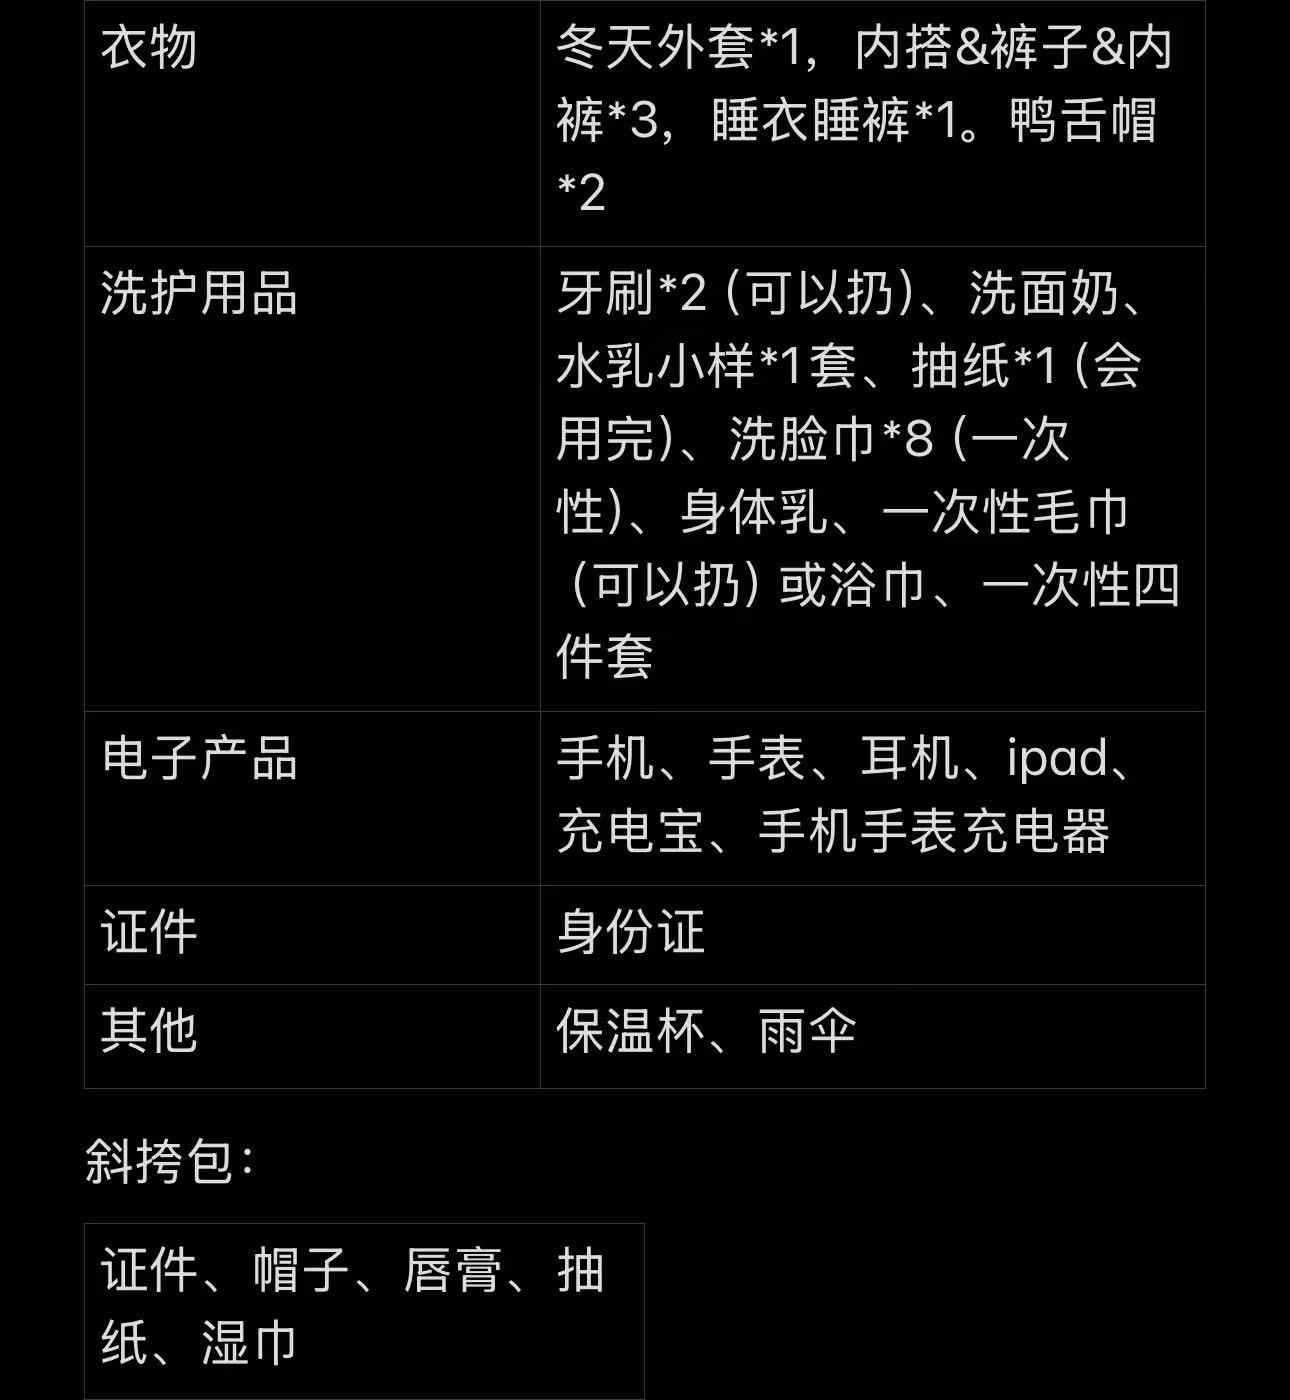 衣物
冬天外套*1，内搭&裤子&内
裤*3，睡衣睡裤*1。鸭舌帽
*2
洗护用品
牙刷*2（可以扔）、洗面奶、
水乳小样*1套、抽纸*1（会
用完）、洗脸巾*8（一次
性）、身体乳、一次性毛巾
（可以扔）或浴巾、一次性四
件套
电子产品
手机、手表、耳机、ipad、
充电宝、手机手表充电器
证件
身份证
其他
保温杯、雨伞
斜挎包：
证件、帽子、唇膏、抽
纸、湿巾